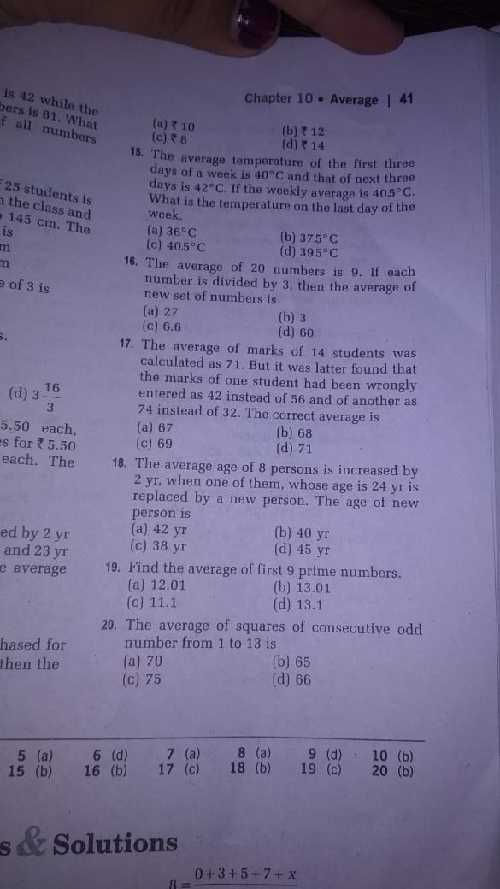 Chapter 10 • Average | 41
is 42 while the
bers is 81. What
f all numbers
25 students is
n the class and
145 cm. The
is
m
m
e of 3 is
s.
(d) 3 16/3
5.50 each,
es for ₹ 5.50
each. The
ed by 2 yr
and 23 yr
e average
hased for
then the
(a) ₹ 10 (b) ₹ 12
(c) ₹ 8 (d) ₹ 14
15. The average temperature of the first three
days of a week is 40°C and that of next three
days is 42°C. If the weekly average is 40.5°C.
What is the temperature on the last day of the
week.
(a) 36°C (b) 37.5°C
(c) 40.5°C (d) 39.5°C
16. The average of 20 numbers is 9. If each
number is divided by 3, then the average of
new set of numbers is
(a) 27 (b) 3
(c) 6.6 (d) 60
17. The average of marks of 14 students was
calculated as 71. But it was latter found that
the marks of one student had been wrongly
entered as 42 instead of 56 and of another as
74 instead of 32. The correct average is
(a) 67 (b) 68
(c) 69 (d) 71
18. The average age of 8 persons is increased by
2 yr, when one of them, whose age is 24 yr is
replaced by a new person. The age of new
person is
(a) 42 yr (b) 40 yr
(c) 38 yr (d) 45 yr
19. Find the average of first 9 prime numbers.
(a) 12.01 (b) 13.01
(c) 11.1 (d) 13.1
20. The average of squares of consecutive odd
number from 1 to 13 is
(a) 70 (b) 65
(c) 75 (d) 66
5 (a) 6 (d) 7 (a) 8 (a) 9 (d) 10 (b)
15 (b) 16 (b) 17 (c) 18 (b) 19 (c) 20 (b)
s & Solutions
8 = 0+3+5+7+x